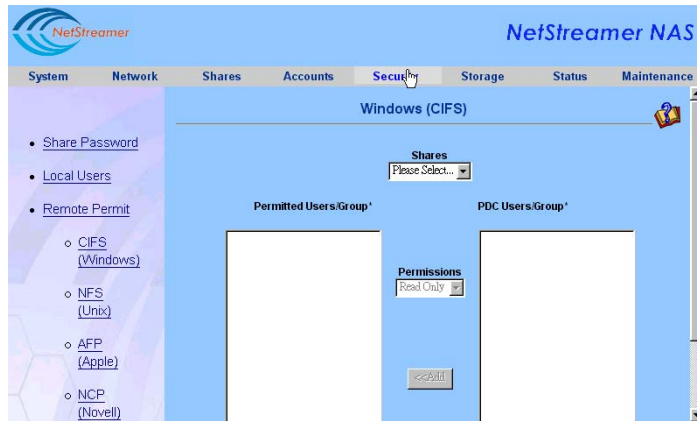 NetStreamer
NetStreamer NAS
System Network Shares Accounts Security Storage Status Maintenance
Windows (CIFS)
Share Password
Local Users
Remote Permit
CIFS
(Windows)
NFS
(Unix)
AFP
(Apple)
NCP
(Novell)
Shares
Please Select...
Permitted Users/Group*
PDC Users/Group*
Permissions
Read Only
<<Add